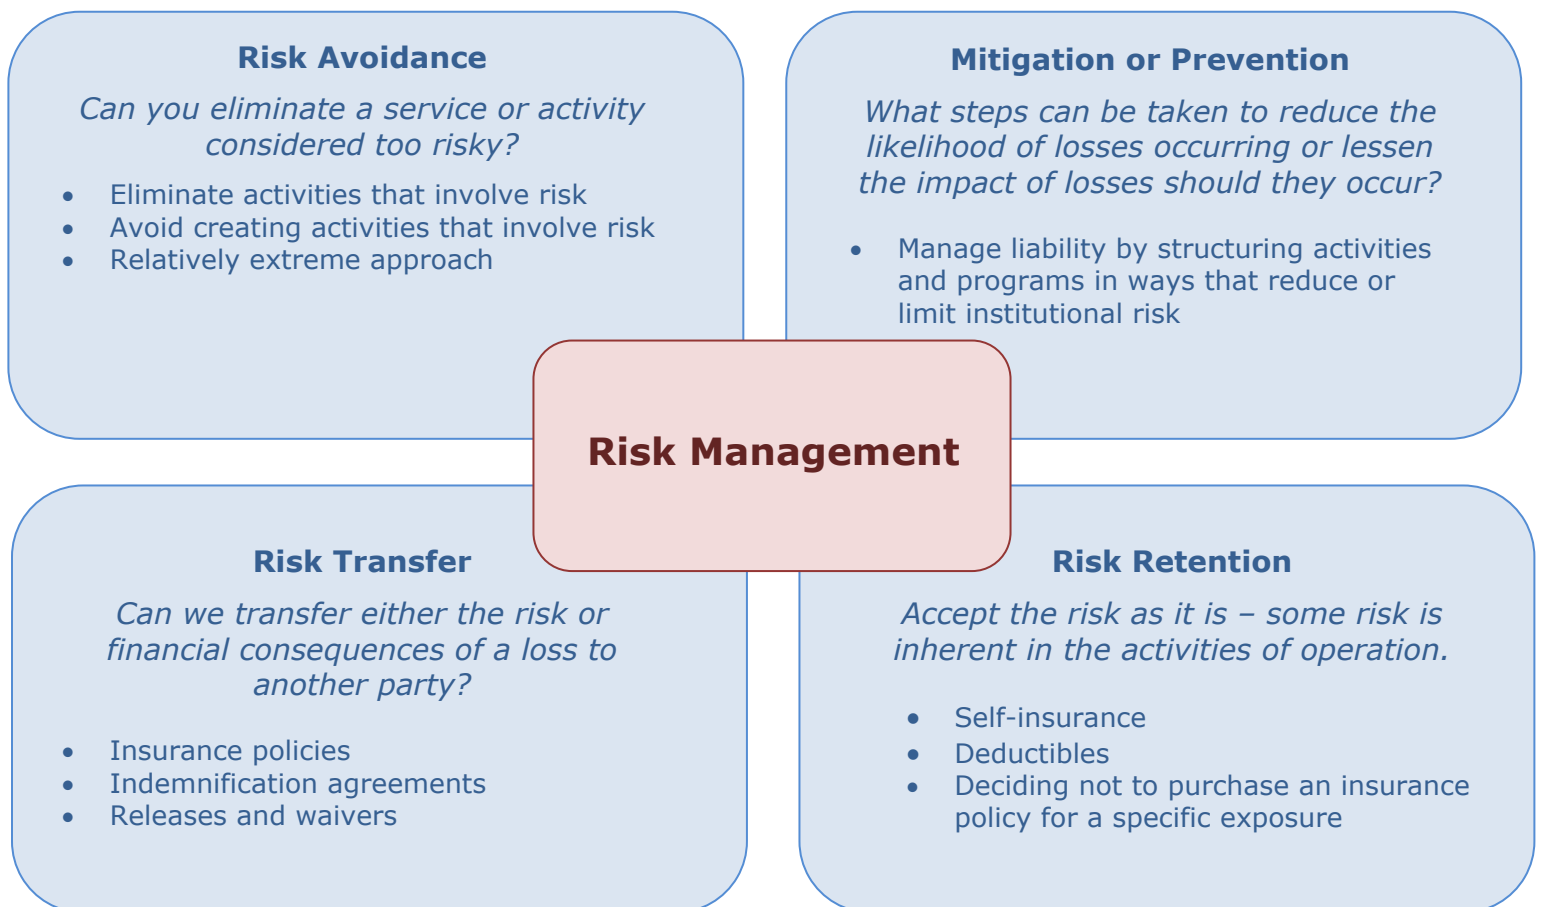 Risk Avoidance
Can you eliminate a service or activity
considered too risky?
• Eliminate activities that involve risk
• Avoid creating activities that involve risk
• Relatively extreme approach
Mitigation or Prevention
What steps can be taken to reduce the
likelihood of losses occurring or lessen
the impact of losses should they occur?
• Manage liability by structuring activities
and programs in ways that reduce or
limit institutional risk
Risk Management
Risk Transfer
Can we transfer either the risk or
financial consequences of a loss to
another party?
• Insurance policies
• Indemnification agreements
• Releases and waivers
Risk Retention
Accept the risk as it is – some risk is
inherent in the activities of operation.
• Self-insurance
• Deductibles
• Deciding not to purchase an insurance
policy for a specific exposure